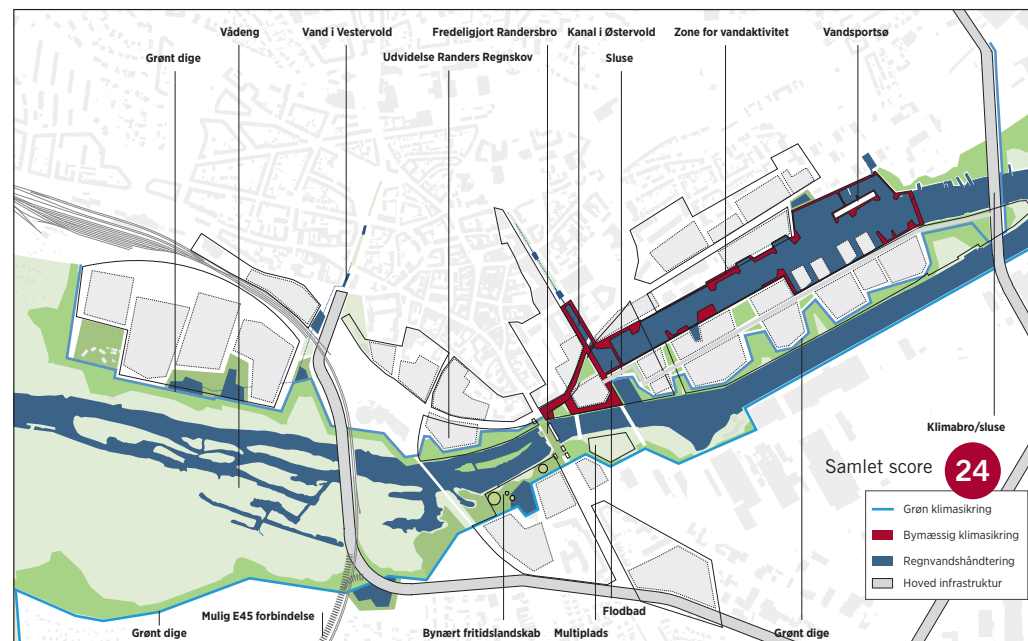 Vådeng
Vand i Vestervold
Fredeligjort Randersbro
Kanal i Østervold
Zone for vandaktivitet
Vandsportsø
Grønt dige
Udvidelse Randers Regnskov
Sluse
Klimabro/sluse
Samlet score 24
Grøn klimasikring
Bymæssig klimasikring
Regnvandshåndtering
Hoved infrastruktur
Mulig E45 forbindelse
Flodbad
Grønt dige
Bynært fritidslandskab
Multiplads
Grønt dige